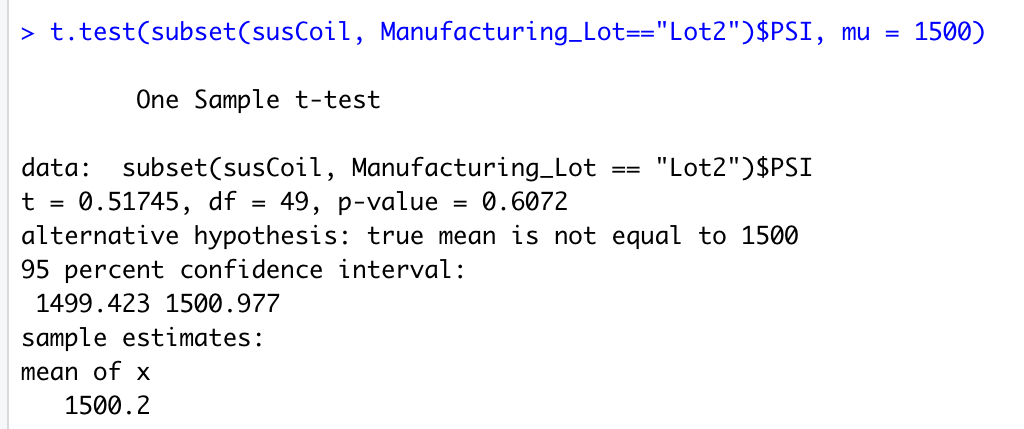 > t.test(subset(susCoil, Manufacturing_Lot=="Lot2")$PSI, mu = 1500)
One Sample t-test
data:  subset(susCoil, Manufacturing_Lot == "Lot2")$PSI
t = 0.51745, df = 49, p-value = 0.6072
alternative hypothesis: true mean is not equal to 1500
95 percent confidence interval:
1499.423 1500.977
sample estimates:
mean of x
1500.2